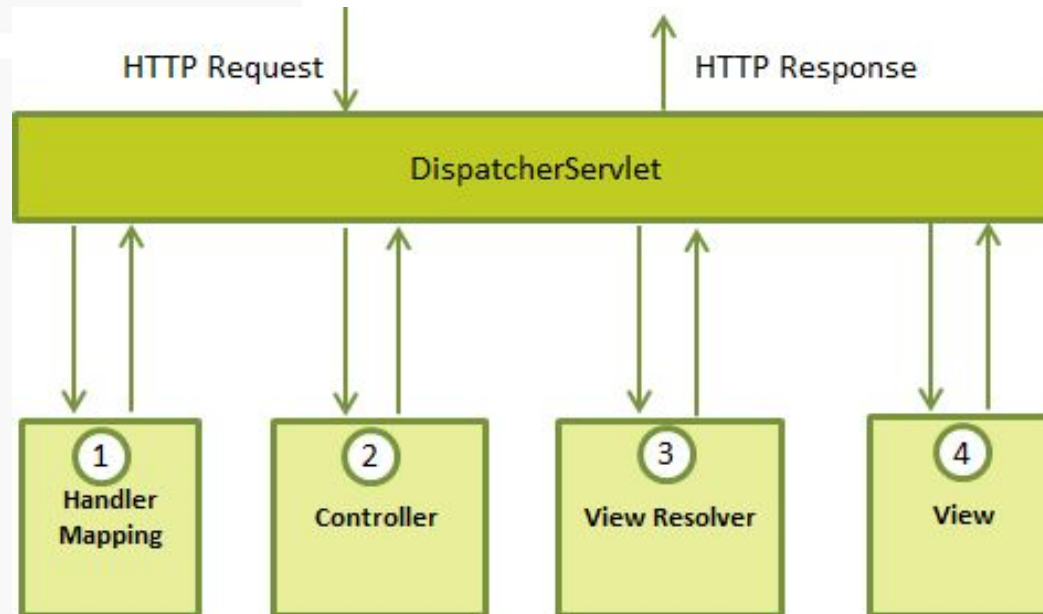 HTTP Request
HTTP Response
DispatcherServlet
1
Handler
Mapping
2
Controller
3
View Resolver
4
View